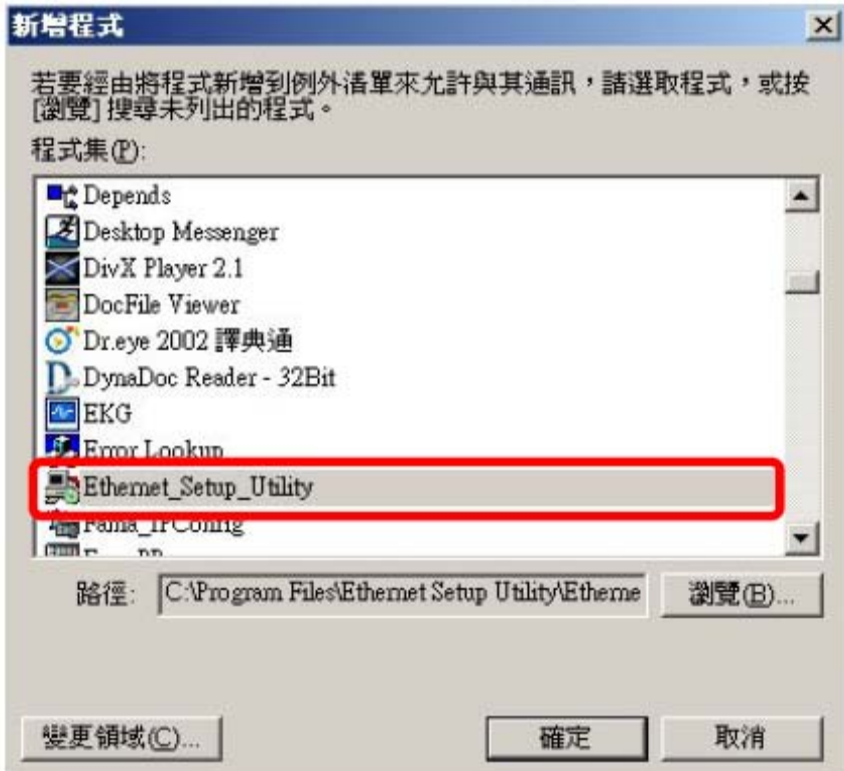 新增程式
若要經由將程式新增到例外清單來允許與其通訊，請選取程式，或按
[瀏覽] 搜尋未列出的程式。
程式集(P):
Depends
Desktop Messenger
DivX Player 2.1
DocFile Viewer
Dr.eye 2002 譯典通
DynaDoc Reader - 32Bit
EKG
Error Lookup
Ethernet_Setup_Utility
Fama_IPConfig
路徑: C:\Program Files\Ethernet Setup Utility\Etherne 瀏覽(B)...
變更領域(C)... 確定 取消